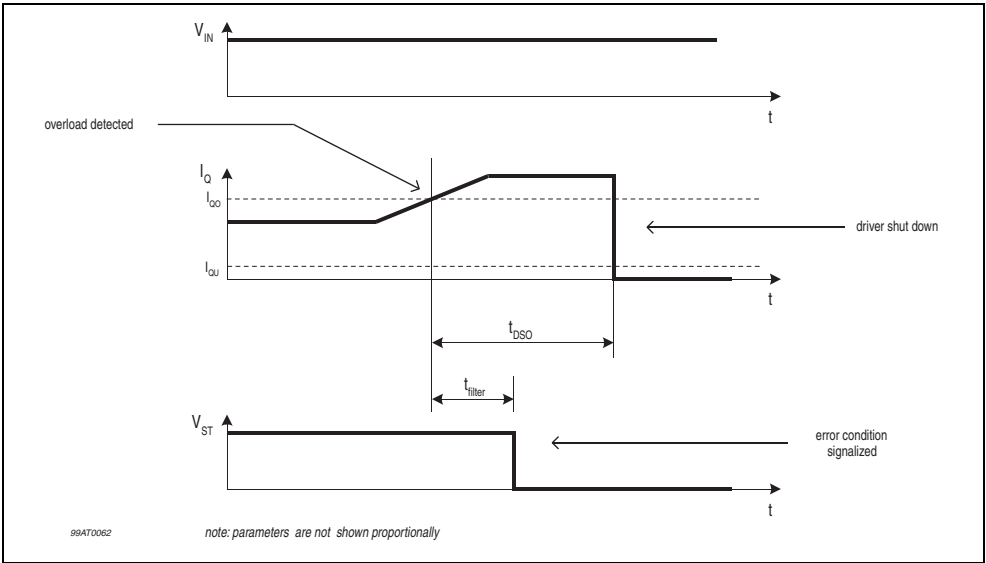 V_IN
t
overload detected
I_Q
I_QO
driver shut down
I_QU
t
t_DSO
t_filter
V_ST
error condition
signalized
t
99AT0062
note: parameters are not shown proportionally